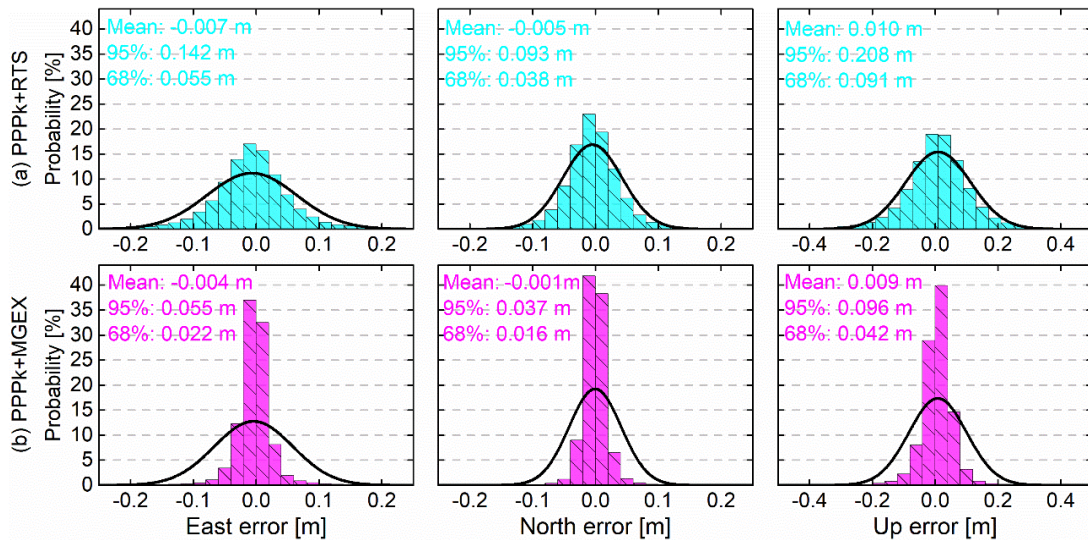 (a) PPPk+RTS
Probability [%]
40
35
30
25
20
15
10
5
0
Mean: -0.007 m
95%: 0.142 m
68%: 0.055 m
-0.2 -0.1 0.0 0.1 0.2
Mean: -0.005 m
95%: 0.093 m
68%: 0.038 m
-0.2 -0.1 0.0 0.1 0.2
Mean: 0.010 m
95%: 0.208 m
68%: 0.091 m
-0.4 -0.2 0.0 0.2 0.4
(b) PPPk+MGEX
Probability [%]
40
35
30
25
20
15
10
5
0
Mean: -0.004 m
95%: 0.055 m
68%: 0.022 m
-0.2 -0.1 0.0 0.1 0.2
East error [m]
Mean: -0.001m
95%: 0.037 m
68%: 0.016 m
-0.2 -0.1 0.0 0.1 0.2
North error [m]
Mean: 0.009 m
95%: 0.096 m
68%: 0.042 m
-0.4 -0.2 0.0 0.2 0.4
Up error [m]